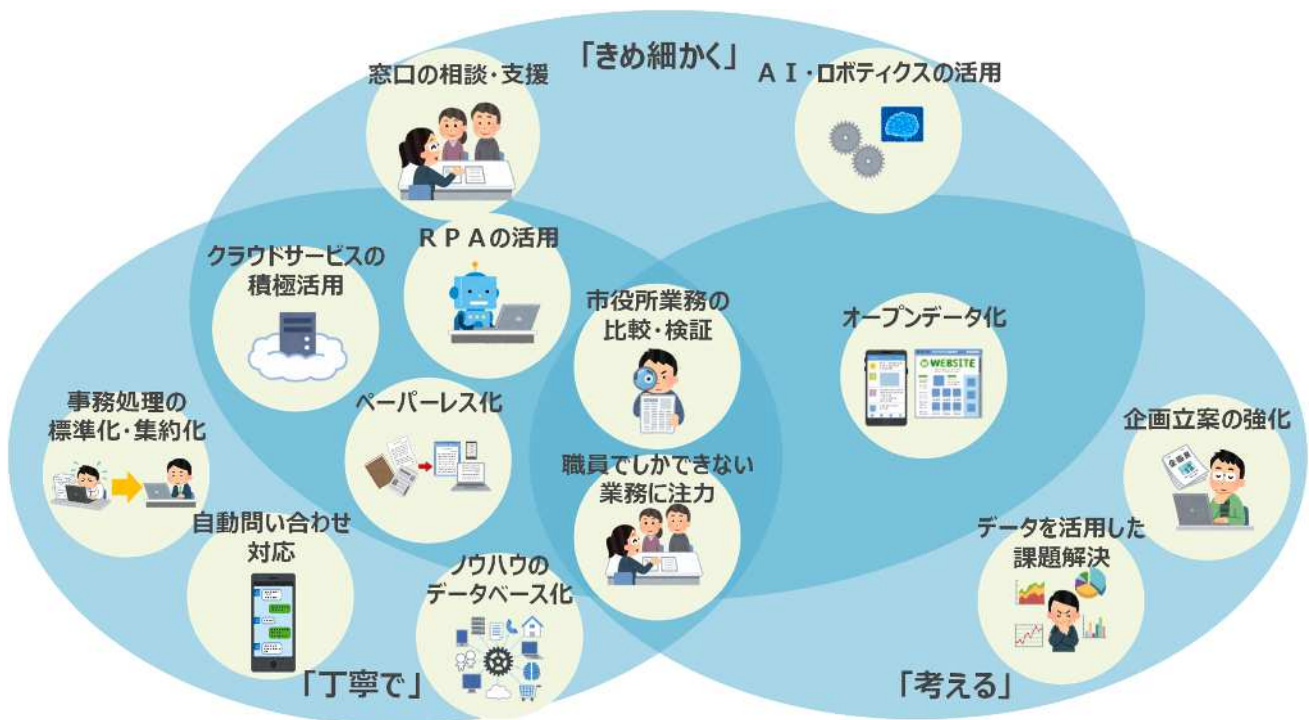 「きめ細かく」
窓口の相談・支援
ＡＩ・ロボティクスの活用
ＲＰＡの活用
クラウドサービスの
積極活用
市役所業務の
比較・検証
オープンデータ化
WEBSITE
ペーパーレス化
事務処理の
標準化・集約化
企画立案の強化
企画書
職員でしかできない
業務に注力
自動問い合わせ
対応
データを活用した
課題解決
ノウハウの
データベース化
「丁寧で」
「考える」